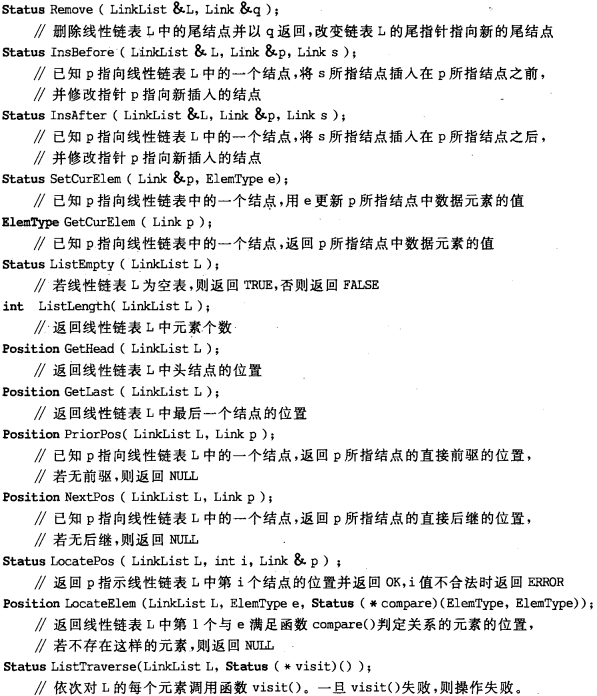 Status Remove ( LinkList &L, Link &q );
// 删除线性链表 L 中的尾结点并以 q 返回,改变链表 L 的尾指针指向新的尾结点
Status InsBefore ( LinkList & L, Link &p, Link s );
// 已知 p 指向线性链表 L 中的一个结点,将 s 所指结点插入在 p 所指结点之前,
// 并修改指针 p 指向新插入的结点
Status InsAfter ( LinkList &L, Link &p, Link s );
// 已知 p 指向线性链表 L 中的一个结点,将 s 所指结点插入在 p 所指结点之后,
// 并修改指针 p 指向新插入的结点
Status SetCurElem ( Link &p, ElemType e);
// 已知 p 指向线性链表中的一个结点,用 e 更新 p 所指结点中数据元素的值
ElemType GetCurElem ( Link p );
// 已知 p 指向线性链表中的一个结点,返回 p 所指结点中数据元素的值
Status ListEmpty ( LinkList L );
// 若线性链表 L 为空表,则返回 TRUE,否则返回 FALSE
int ListLength( LinkList L );
// 返回线性链表 L 中元素个数
Position GetHead ( LinkList L );
// 返回线性链表 L 中头结点的位置
Position GetLast ( LinkList L );
// 返回线性链表 L 中最后一个结点的位置
Position PriorPos( LinkList L, Link p );
// 已知 p 指向线性链表 L 中的一个结点,返回 p 所指结点的直接前驱的位置,
// 若无前驱,则返回 NULL
Position NextPos ( LinkList L, Link p );
// 已知 p 指向线性链表 L 中的一个结点,返回 p 所指结点的直接后继的位置,
// 若无后继,则返回 NULL
Status LocatePos ( LinkList L, int i, Link & p ) ;
// 返回 p 指示线性链表 L 中第 i 个结点的位置并返回 OK,i 值不合法时返回 ERROR
Position LocateElem (LinkList L, ElemType e, Status ( * compare)(ElemType, ElemType));
// 返回线性链表 L 中第 1 个与 e 满足函数 compare()判定关系的元素的位置,
// 若不存在这样的元素,则返回 NULL
Status ListTraverse(LinkList L, Status ( * visit)() );
// 依次对 L 的每个元素调用函数 visit()。一旦 visit()失败,则操作失败。